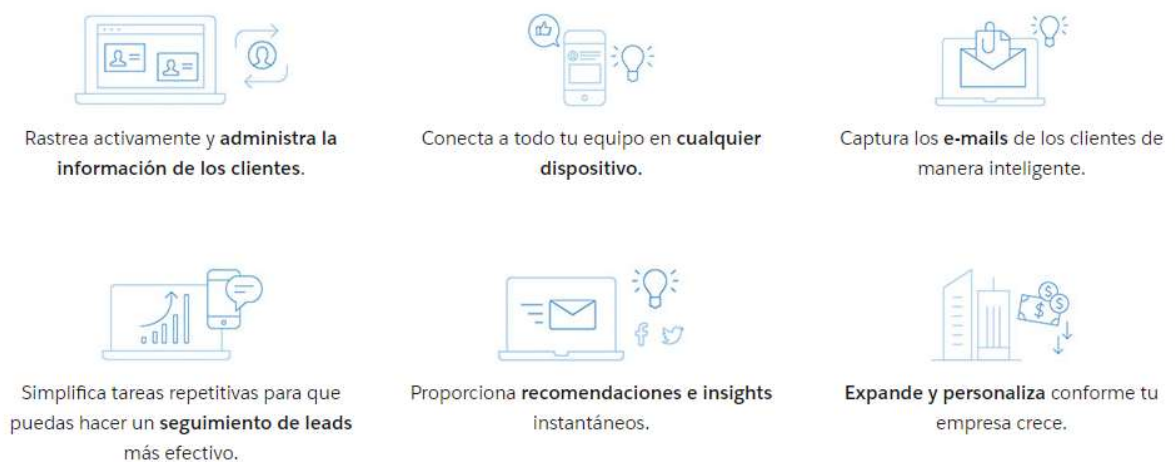 Rastrea activamente y administra la
información de los clientes.
Conecta a todo tu equipo en cualquier
dispositivo.
Captura los e-mails de los clientes de
manera inteligente.
Simplifica tareas repetitivas para que
puedas hacer un seguimiento de leads
más efectivo.
Proporciona recomendaciones e insights
instantáneos.
Expande y personaliza conforme tu
empresa crece.